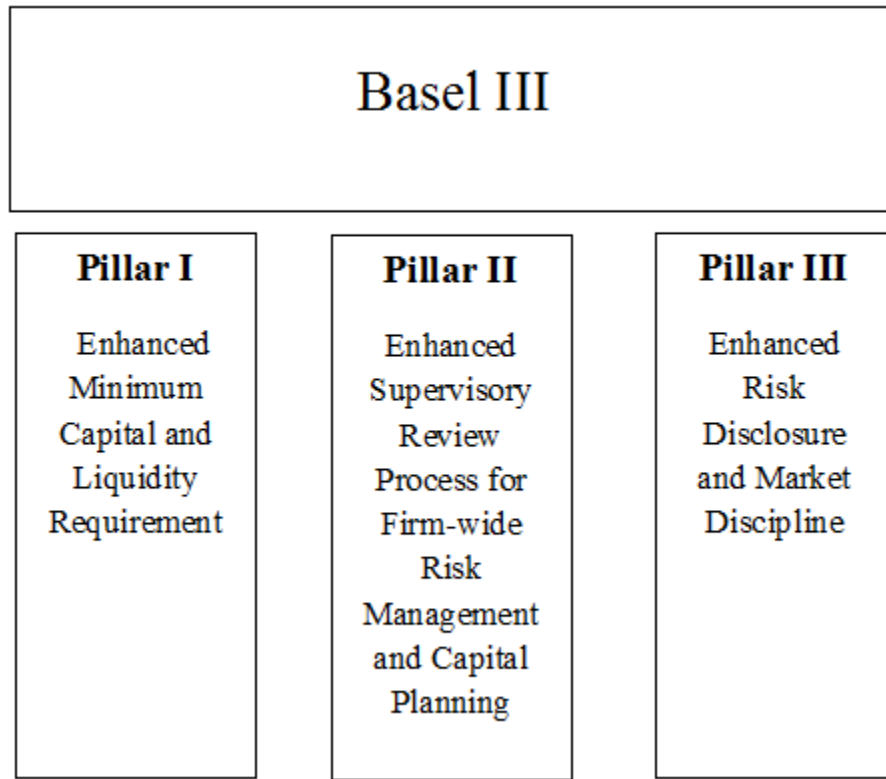 Basel III
Pillar I
Enhanced
Minimum
Capital and
Liquidity
Requirement
Pillar II
Enhanced
Supervisory
Review
Process for
Firm-wide
Risk
Management
and Capital
Planning
Pillar III
Enhanced
Risk
Disclosure
and Market
Discipline